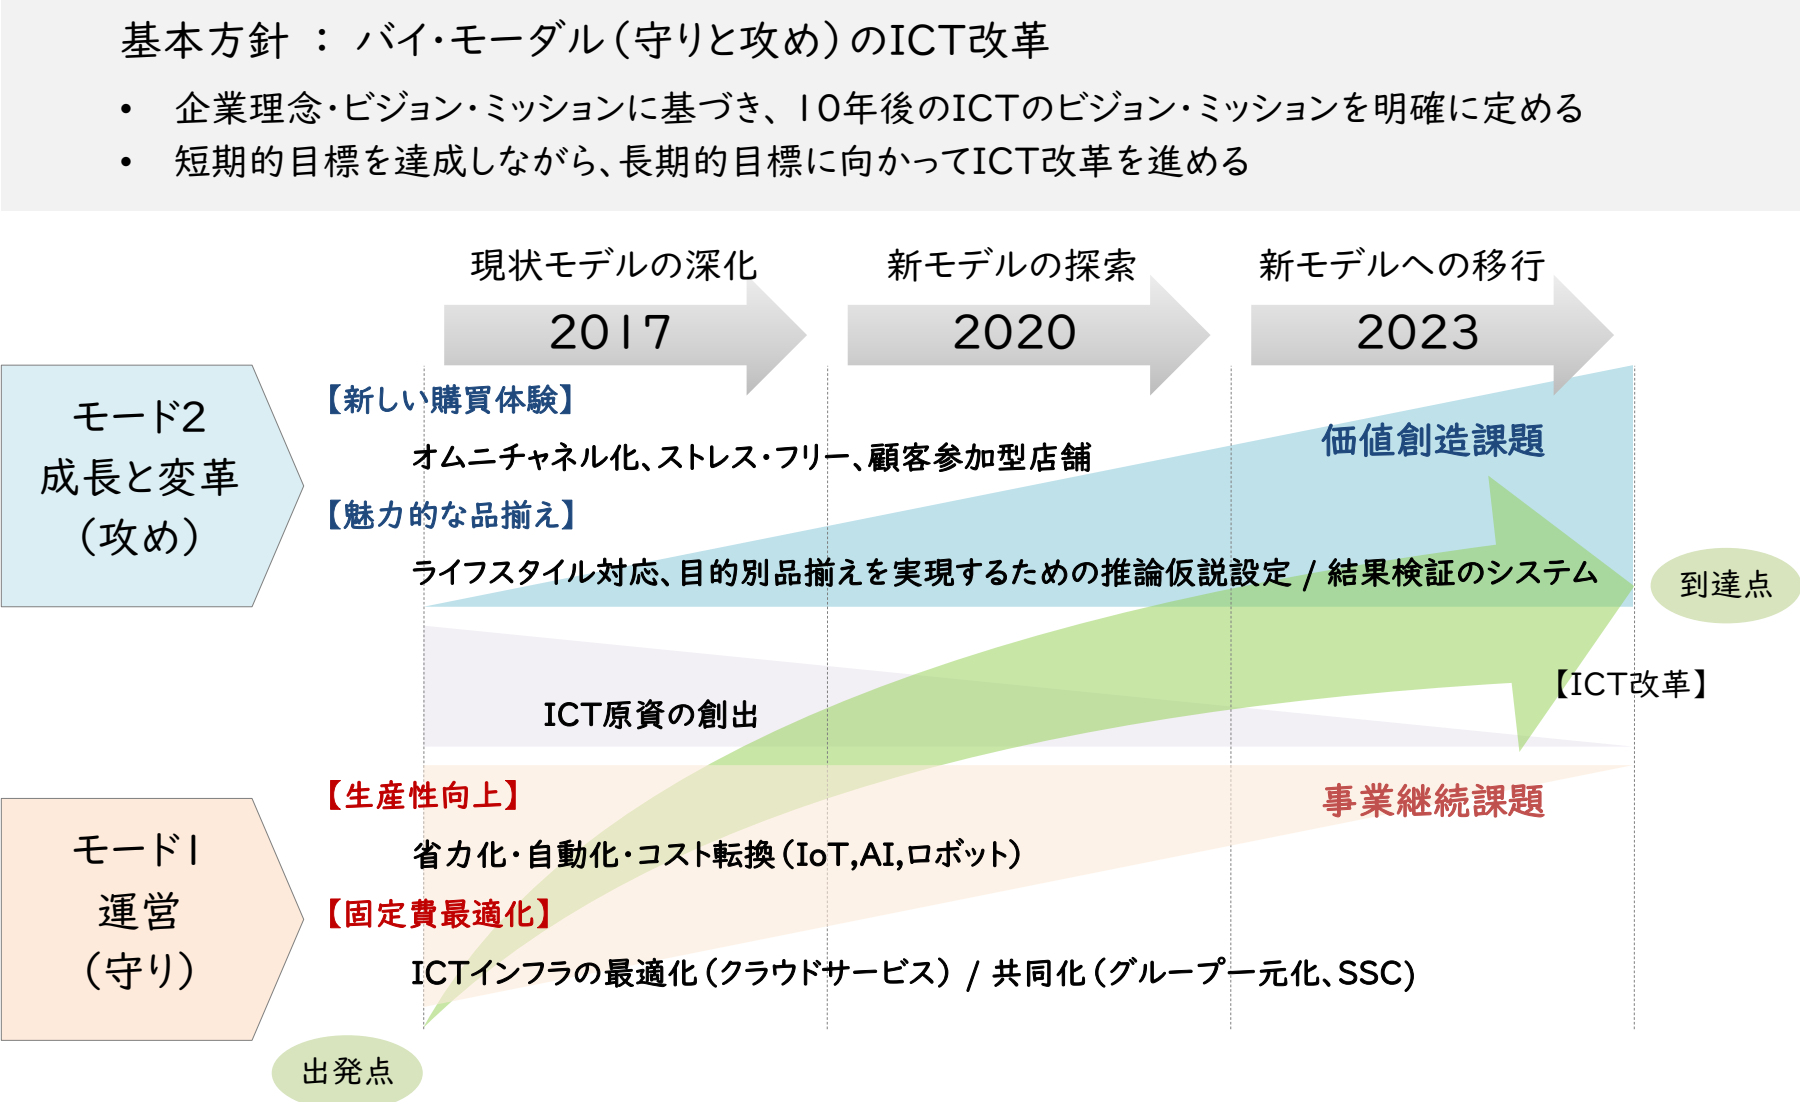 基本方針 ： バイ・モーダル（守りと攻め）のICT改革
• 企業理念・ビジョン・ミッションに基づき、10年後のICTのビジョン・ミッションを明確に定める
• 短期的目標を達成しながら、長期的目標に向かってICT改革を進める
現状モデルの深化
新モデルの探索
新モデルへの移行
2017
2020
2023
モード2
成長と変革
（攻め）
【新しい購買体験】
オムニチャネル化、ストレス・フリー、顧客参加型店舗
価値創造課題
【魅力的な品揃え】
ライフスタイル対応、目的別品揃えを実現するための推論仮説設定 / 結果検証のシステム
到達点
【ICT改革】
ICT原資の創出
モード1
運営
（守り）
【生産性向上】
事業継続課題
省力化・自動化・コスト転換（IoT,AI,ロボット）
【固定費最適化】
ICTインフラの最適化（クラウドサービス） / 共同化（グループ一元化、SSC)
出発点